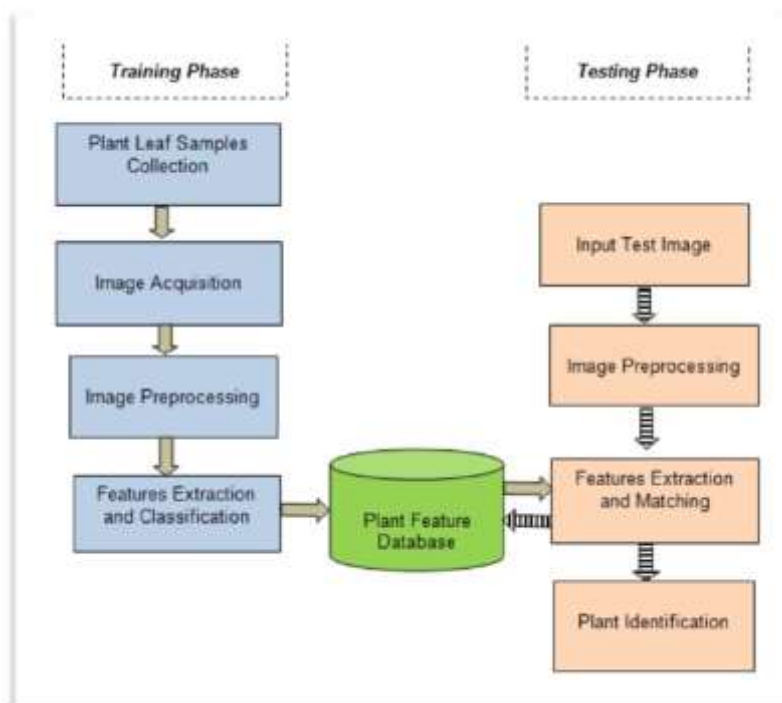 Training Phase
Plant Leaf Samples
Collection
Image Acquisition
Image Preprocessing
Features Extraction
and Classification
Plant Feature
Database
Testing Phase
Input Test Image
Image Preprocessing
Features Extraction
and Matching
Plant Identification